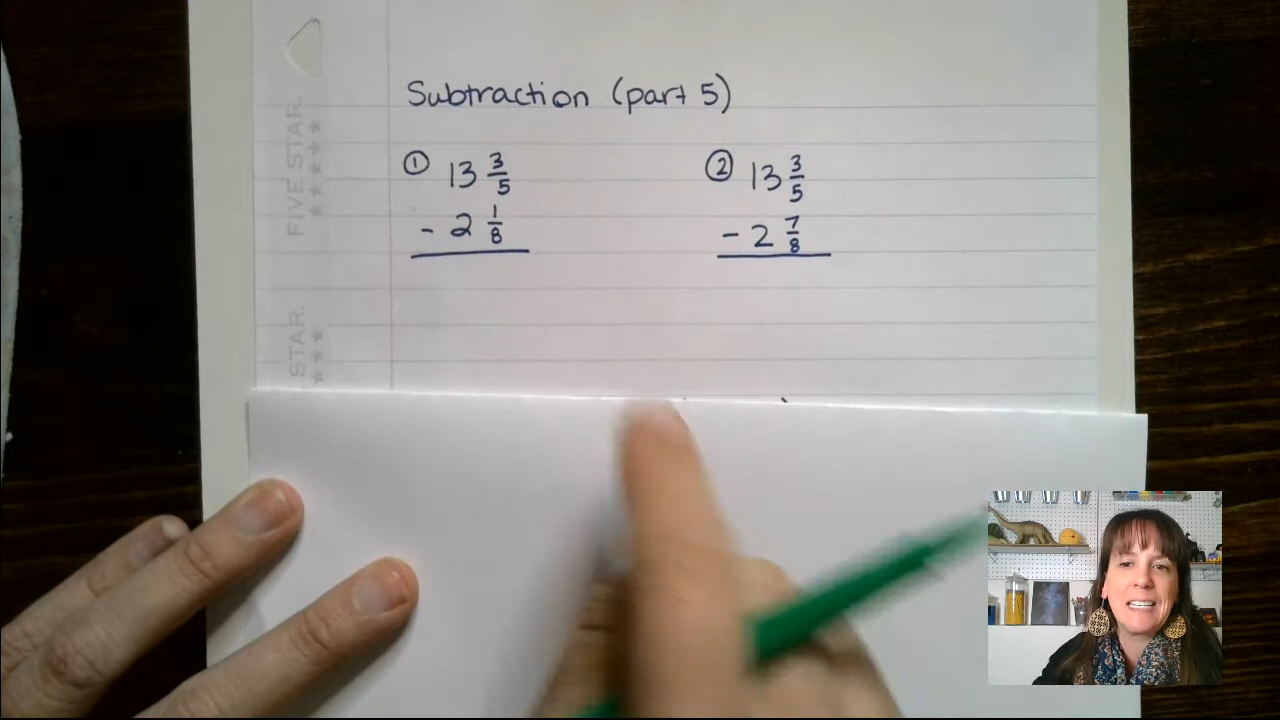 Subtraction (part 5)
① 13 3/5
- 2 1/8
② 13 3/5
- 2 7/8
FIVE STAR.
STAR.